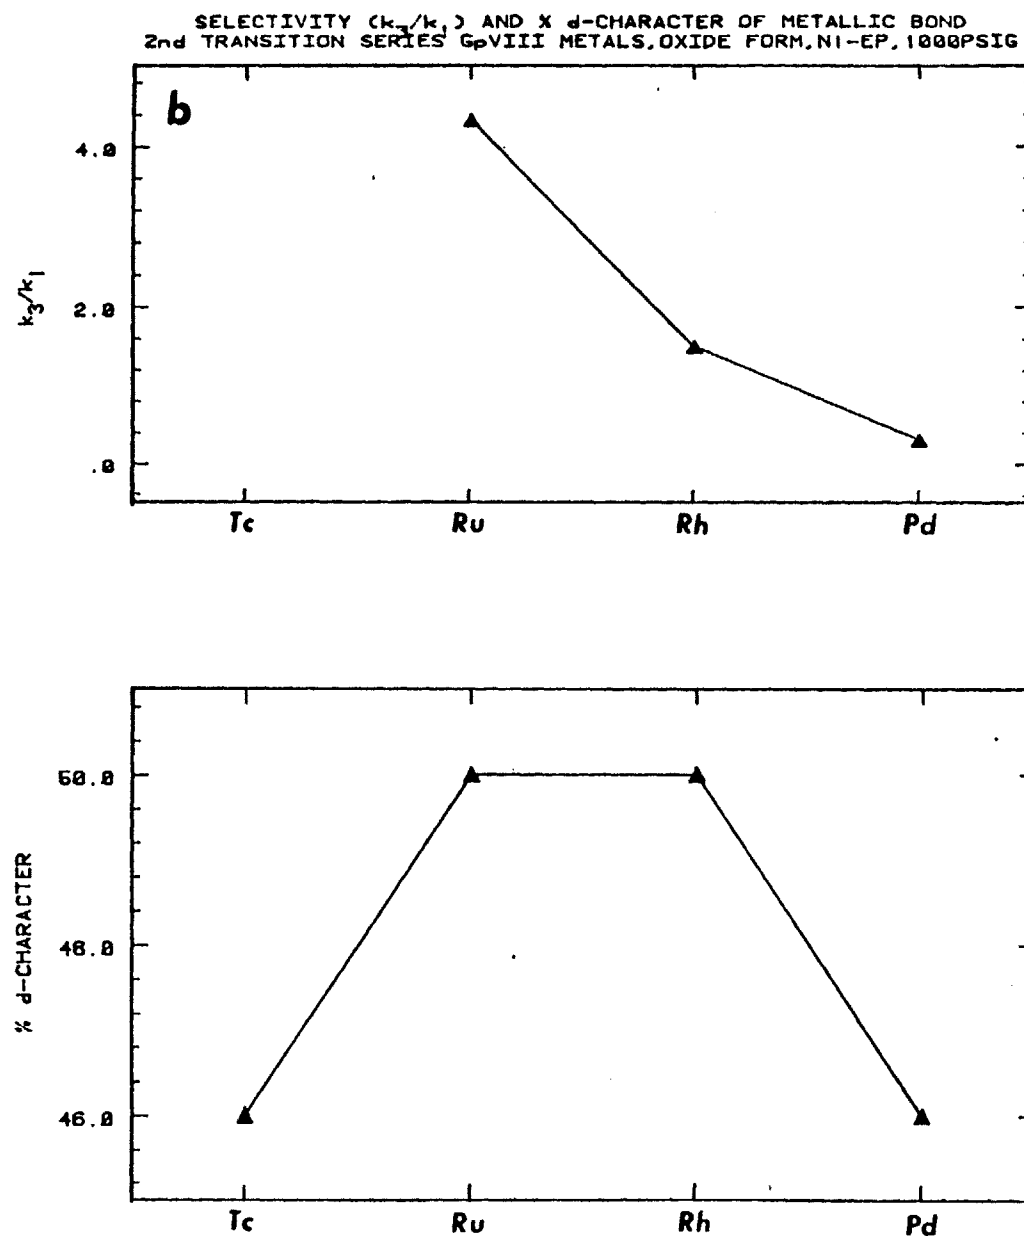 SELECTIVITY (k3/k1) AND % d-CHARACTER OF METALLIC BOND
2nd TRANSITION SERIES GpVIII METALS,OXIDE FORM,NI-EP,1000PSIG
b
4.0
k3/k1
2.0
.0
Tc Ru Rh Pd
50.0
% d-CHARACTER
48.0
46.0
Tc Ru Rh Pd